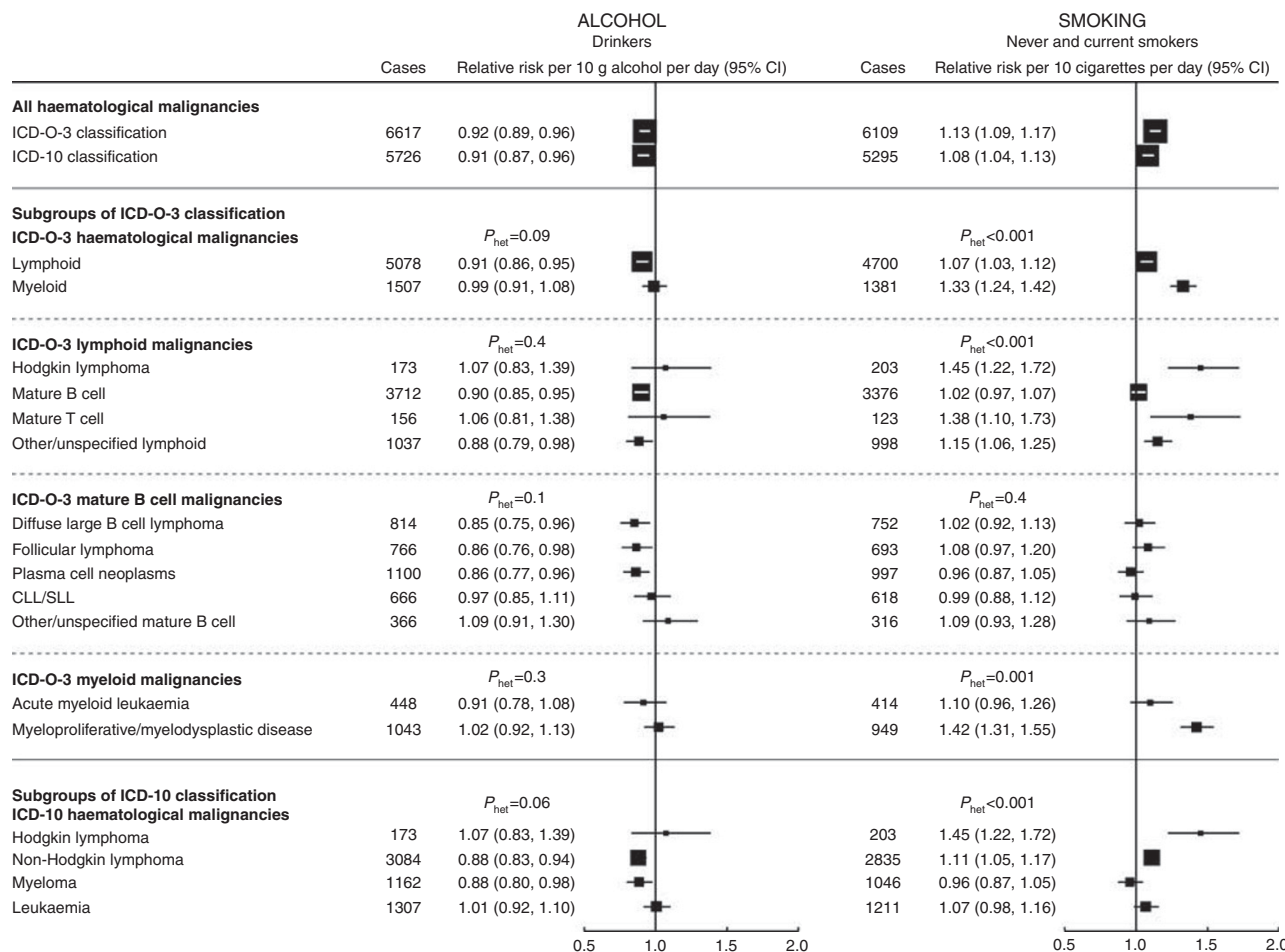 ALCOHOL SMOKING
Drinkers Never and current smokers
Cases Relative risk per 10 g alcohol per day (95% CI) Cases Relative risk per 10 cigarettes per day (95% CI)
All haematological malignancies
ICD-O-3 classification 6617 0.92 (0.89, 0.96) 6109 1.13 (1.09, 1.17)
ICD-10 classification 5726 0.91 (0.87, 0.96) 5295 1.08 (1.04, 1.13)
Subgroups of ICD-O-3 classification
ICD-O-3 haematological malignancies Phet=0.09 Phet<0.001
Lymphoid 5078 0.91 (0.86, 0.95) 4700 1.07 (1.03, 1.12)
Myeloid 1507 0.99 (0.91, 1.08) 1381 1.33 (1.24, 1.42)
ICD-O-3 lymphoid malignancies Phet=0.4 Phet<0.001
Hodgkin lymphoma 173 1.07 (0.83, 1.39) 203 1.45 (1.22, 1.72)
Mature B cell 3712 0.90 (0.85, 0.95) 3376 1.02 (0.97, 1.07)
Mature T cell 156 1.06 (0.81, 1.38) 123 1.38 (1.10, 1.73)
Other/unspecified lymphoid 1037 0.88 (0.79, 0.98) 998 1.15 (1.06, 1.25)
ICD-O-3 mature B cell malignancies Phet=0.1 Phet=0.4
Diffuse large B cell lymphoma 814 0.85 (0.75, 0.96) 752 1.02 (0.92, 1.13)
Follicular lymphoma 766 0.86 (0.76, 0.98) 693 1.08 (0.97, 1.20)
Plasma cell neoplasms 1100 0.86 (0.77, 0.96) 997 0.96 (0.87, 1.05)
CLL/SLL 666 0.97 (0.85, 1.11) 618 0.99 (0.88, 1.12)
Other/unspecified mature B cell 366 1.09 (0.91, 1.30) 316 1.09 (0.93, 1.28)
ICD-O-3 myeloid malignancies Phet=0.3 Phet=0.001
Acute myeloid leukaemia 448 0.91 (0.78, 1.08) 414 1.10 (0.96, 1.26)
Myeloproliferative/myelodysplastic disease 1043 1.02 (0.92, 1.13) 949 1.42 (1.31, 1.55)
Subgroups of ICD-10 classification
ICD-10 haematological malignancies Phet=0.06 Phet<0.001
Hodgkin lymphoma 173 1.07 (0.83, 1.39) 203 1.45 (1.22, 1.72)
Non-Hodgkin lymphoma 3084 0.88 (0.83, 0.94) 2835 1.11 (1.05, 1.17)
Myeloma 1162 0.88 (0.80, 0.98) 1046 0.96 (0.87, 1.05)
Leukaemia 1307 1.01 (0.92, 1.10) 1211 1.07 (0.98, 1.16)
0.5 1.0 1.5 2.0 0.5 1.0 1.5 2.0